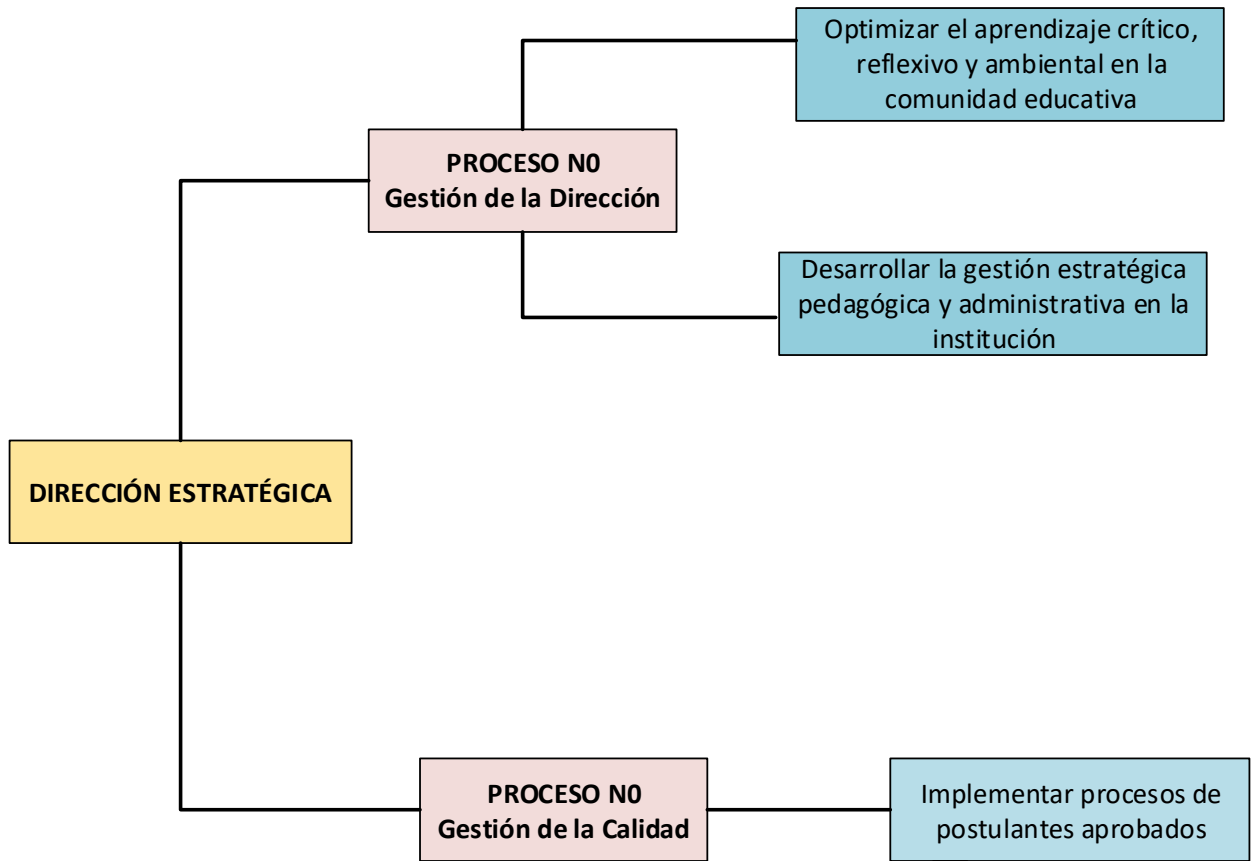 Optimizar el aprendizaje crítico,
reflexivo y ambiental en la
comunidad educativa
PROCESO N0
Gestión de la Dirección
Desarrollar la gestión estratégica
pedagógica y administrativa en la
institución
DIRECCIÓN ESTRATÉGICA
PROCESO N0
Gestión de la Calidad
Implementar procesos de
postulantes aprobados